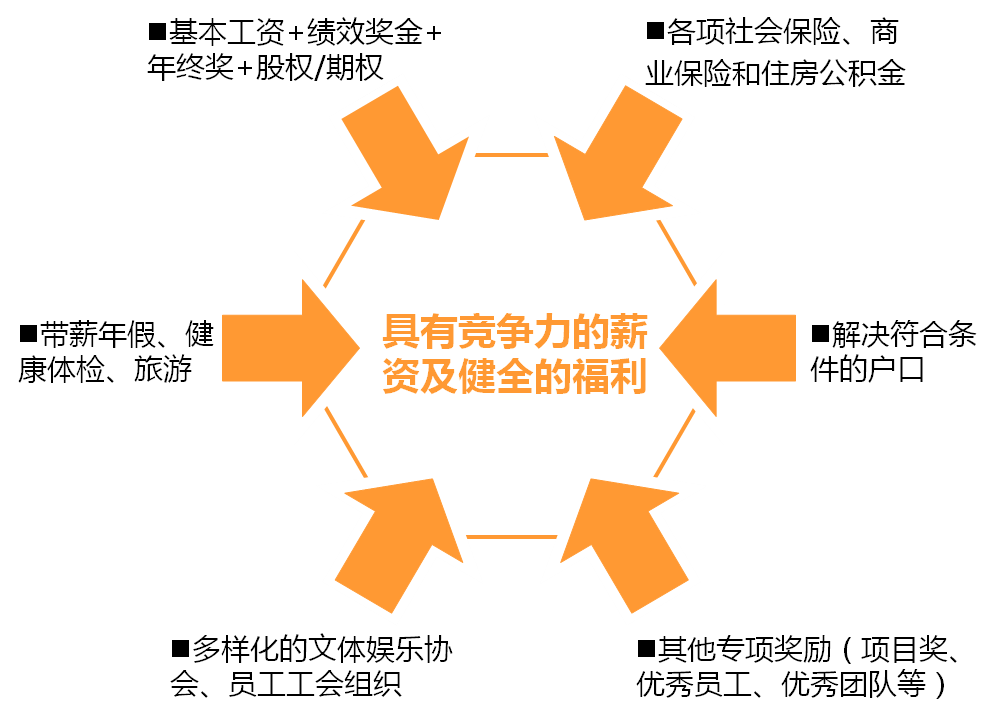 ■基本工资+绩效奖金+
年终奖+股权/期权
■各项社会保险、商
业保险和住房公积金
■带薪年假、健
康体检、旅游
具有竞争力的薪
资及健全的福利
■解决符合条
件的户口
■多样化的文体娱乐协
会、员工工会组织
■其他专项奖励（项目奖、
优秀员工、优秀团队等）